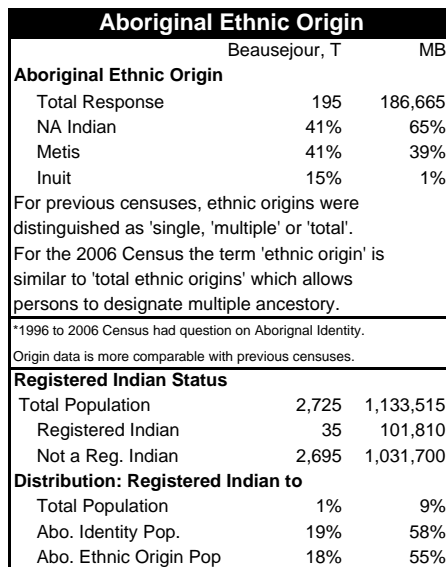 Aboriginal Ethnic Origin
Beausejour, T MB
Aboriginal Ethnic Origin
Total Response 195 186,665
NA Indian 41% 65%
Metis 41% 39%
Inuit 15% 1%
For previous censuses, ethnic origins were
distinguished as 'single, 'multiple' or 'total'.
For the 2006 Census the term 'ethnic origin' is
similar to 'total ethnic origins' which allows
persons to designate multiple ancestory.
*1996 to 2006 Census had question on Aborignal Identity.
Origin data is more comparable with previous censuses.
Registered Indian Status
Total Population 2,725 1,133,515
Registered Indian 35 101,810
Not a Reg. Indian 2,695 1,031,700
Distribution: Registered Indian to
Total Population 1% 9%
Abo. Identity Pop. 19% 58%
Abo. Ethnic Origin Pop 18% 55%